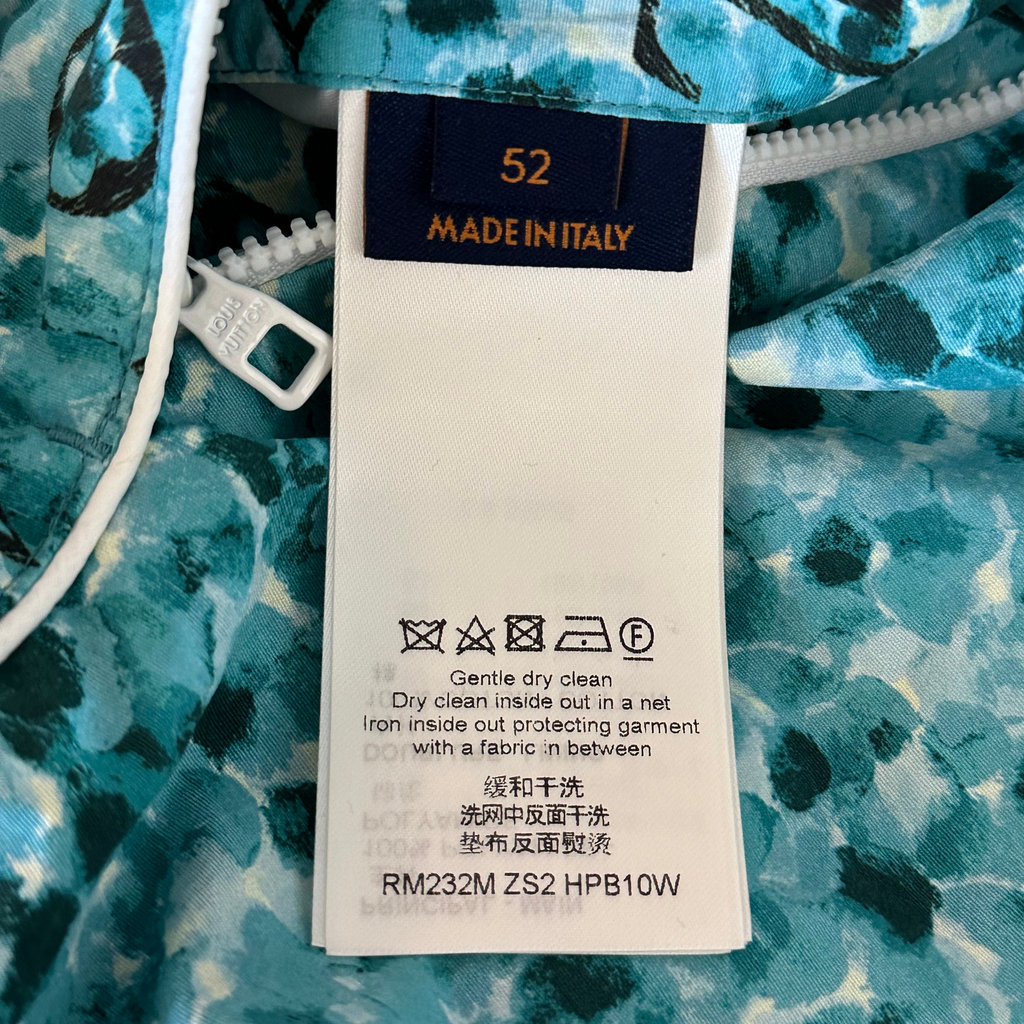 52
MADE IN ITALY
LOUIS
VUITTON
Gentle dry clean
Dry clean inside out in a net
Iron inside out protecting garment
with a fabric in between
缓和干洗
洗网中反面干洗
垫布反面熨烫
RM232M ZS2 HPB10W
F